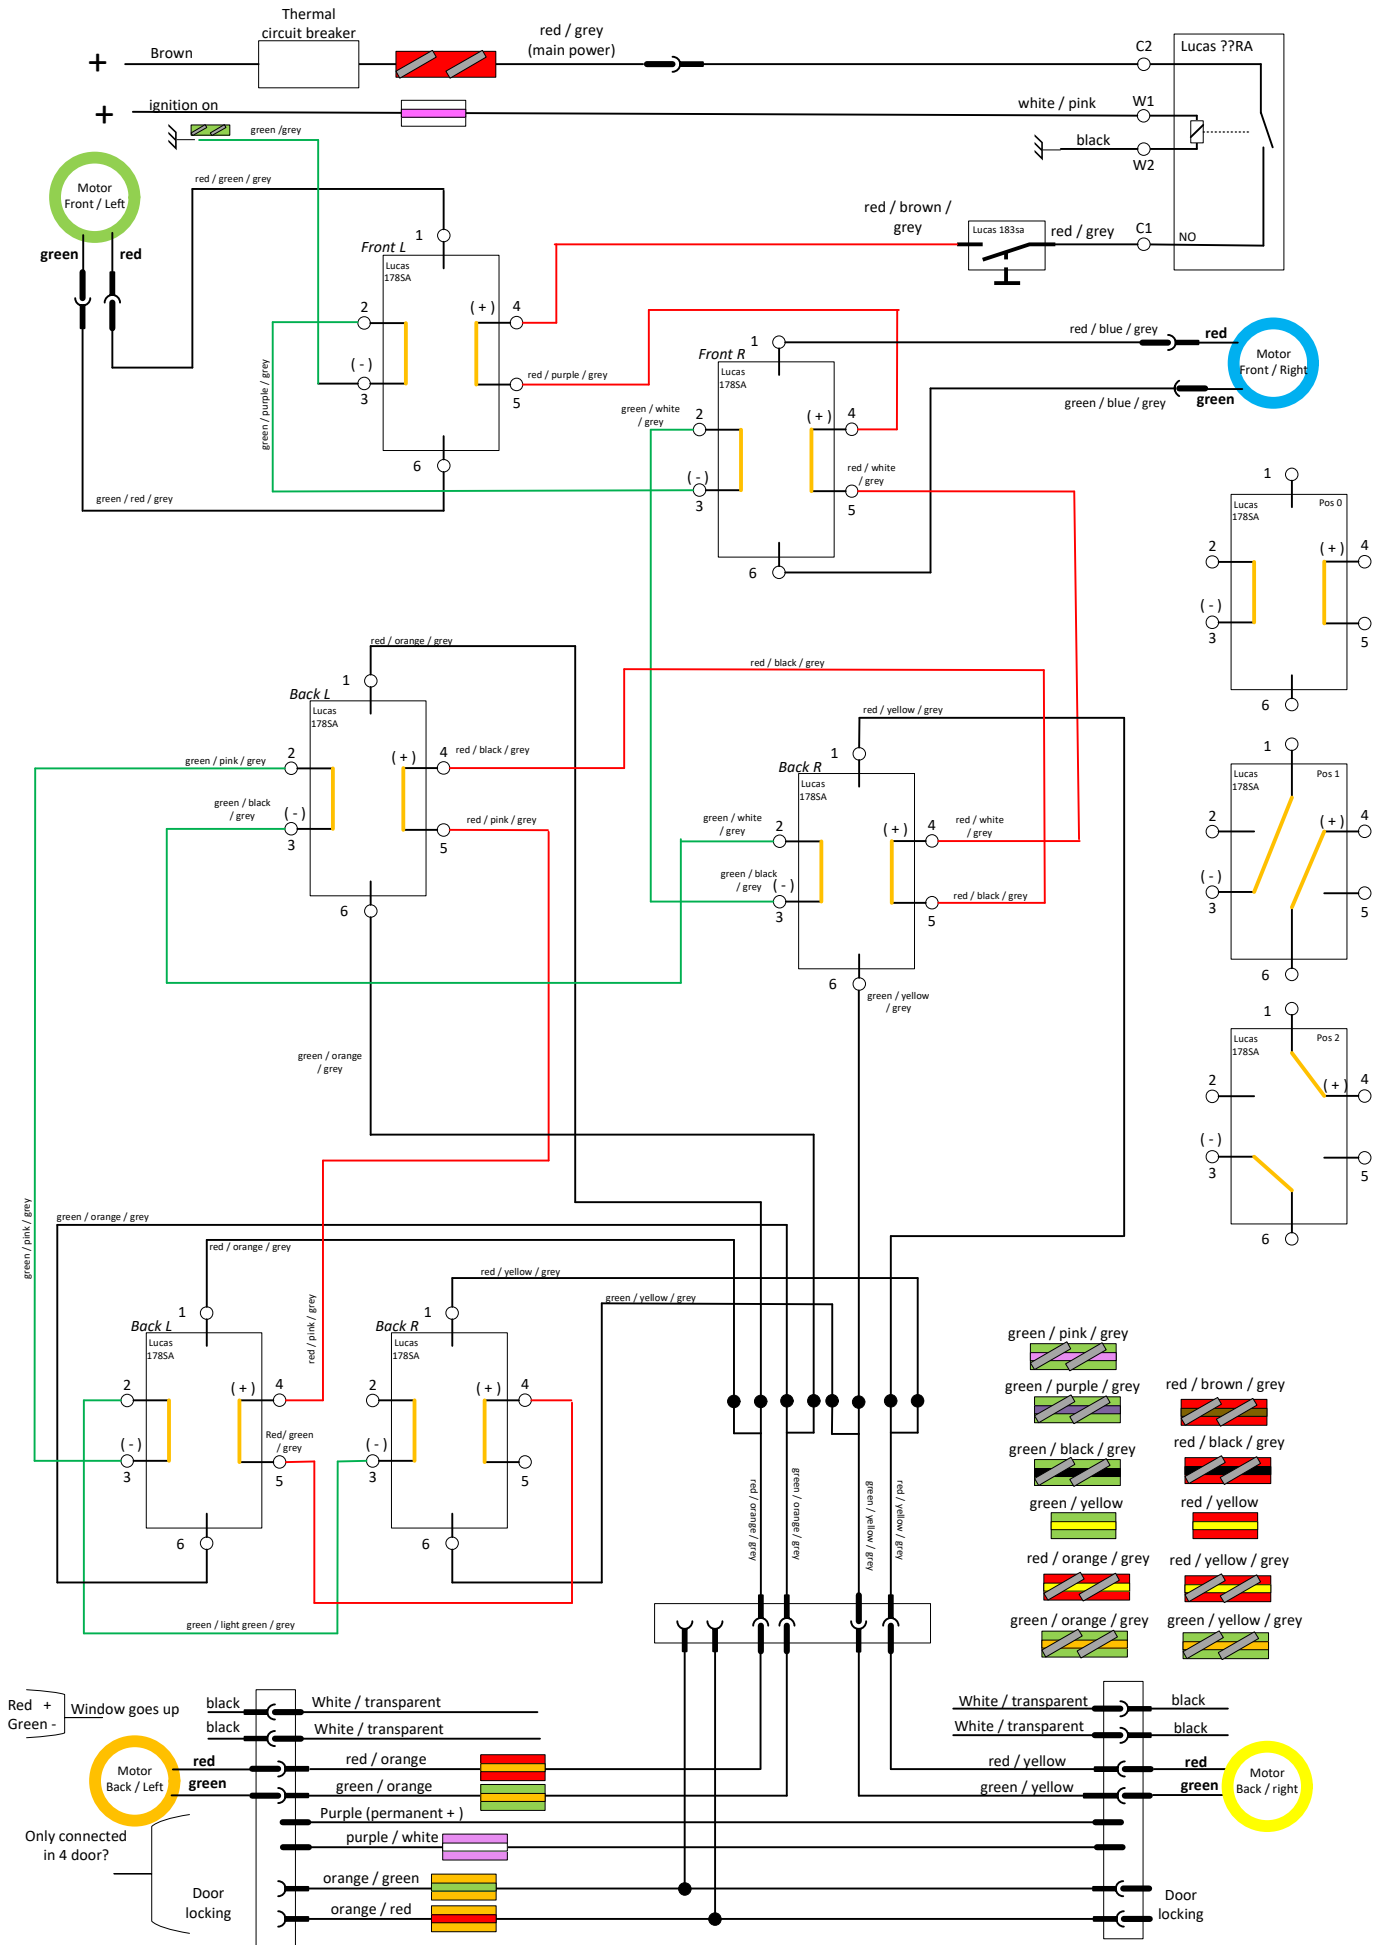 Thermal
circuit breaker
red / grey
(main power)
+
Brown
C2
Lucas ??RA
+
ignition on
white / pink
W1
green /grey
black
W2
Motor
Front / Left
red / green / grey
red / brown /
grey
Lucas 183sa
red / grey
C1
NO
green
red
1
Front L
Lucas
178SA
2
( + )
4
( - )
3
red / purple / grey
5
green / purple / grey
6
green / red / grey
1
Front R
Lucas
178SA
red / blue / grey
red
Motor
Front / Right
green / blue / grey
green
green / white
/ grey
2
( + )
4
red / white
/ grey
( - )
3
5
6
1
Lucas
178SA
Pos 0
2
( + )
4
( - )
3
5
6
red / orange / grey
1
Back L
Lucas
178SA
red / black / grey
green / pink / grey
2
( + )
4
red / black / grey
green / black
/ grey
( - )
3
red / pink / grey
5
6
red / yellow / grey
1
Back R
Lucas
178SA
green / white
/ grey
2
( + )
4
red / white
/ grey
green / black
/ grey
( - )
3
red / black / grey
5
6
green / yellow
/ grey
1
Lucas
178SA
Pos 1
2
( + )
4
( - )
3
5
6
green / orange
/ grey
1
Lucas
178SA
Pos 2
2
( + )
4
( - )
3
5
6
green / pink / grey
green / orange / grey
red / orange / grey
red / yellow / grey
green / yellow / grey
1
Back L
Lucas
178SA
red / pink / grey
2
( + )
4
( - )
3
Red/ green
/ grey
5
6
1
Back R
Lucas
178SA
2
( + )
4
( - )
3
5
6
green / light green / grey
red / orange / grey
green / orange / grey
green / yellow / grey
red / yellow / grey
green / pink / grey
green / purple / grey
red / brown / grey
green / black / grey
red / black / grey
green / yellow
red / yellow
red / orange / grey
red / yellow / grey
green / orange / grey
green / yellow / grey
Red +
Green -
Window goes up
black
White / transparent
black
White / transparent
Motor
Back / Left
red
red / orange
green
green / orange
Purple (permanent + )
Only connected
in 4 door?
purple / white
orange / green
Door
locking
orange / red
White / transparent
black
White / transparent
black
red / yellow
red
green / yellow
green
Motor
Back / right
Door
locking